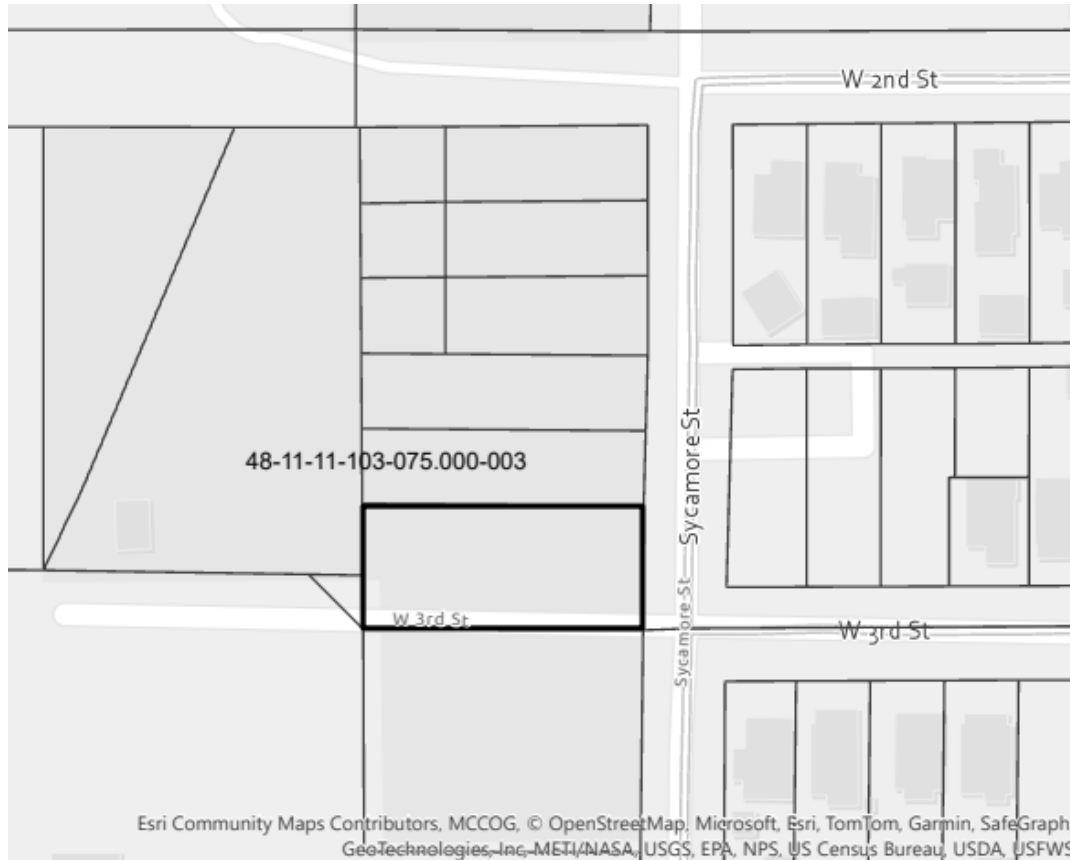 W 2nd St
Sycamore St
48-11-11-103-075.000-003
Sycamore St
W 3rd St
W 3rd St
Esri Community Maps Contributors, MCCOG, © OpenStreetMap, Microsoft, Esri, TomTom, Garmin, SafeGraph
GeoTechnologies, Inc, METI/NASA, USGS, EPA, NPS, US Census Bureau, USDA, USFWS